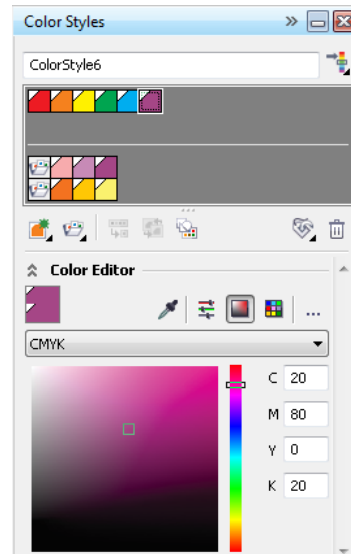 Color Styles
ColorStyle6
Color Editor
...
CMYK
C 20
M 80
Y 0
K 20